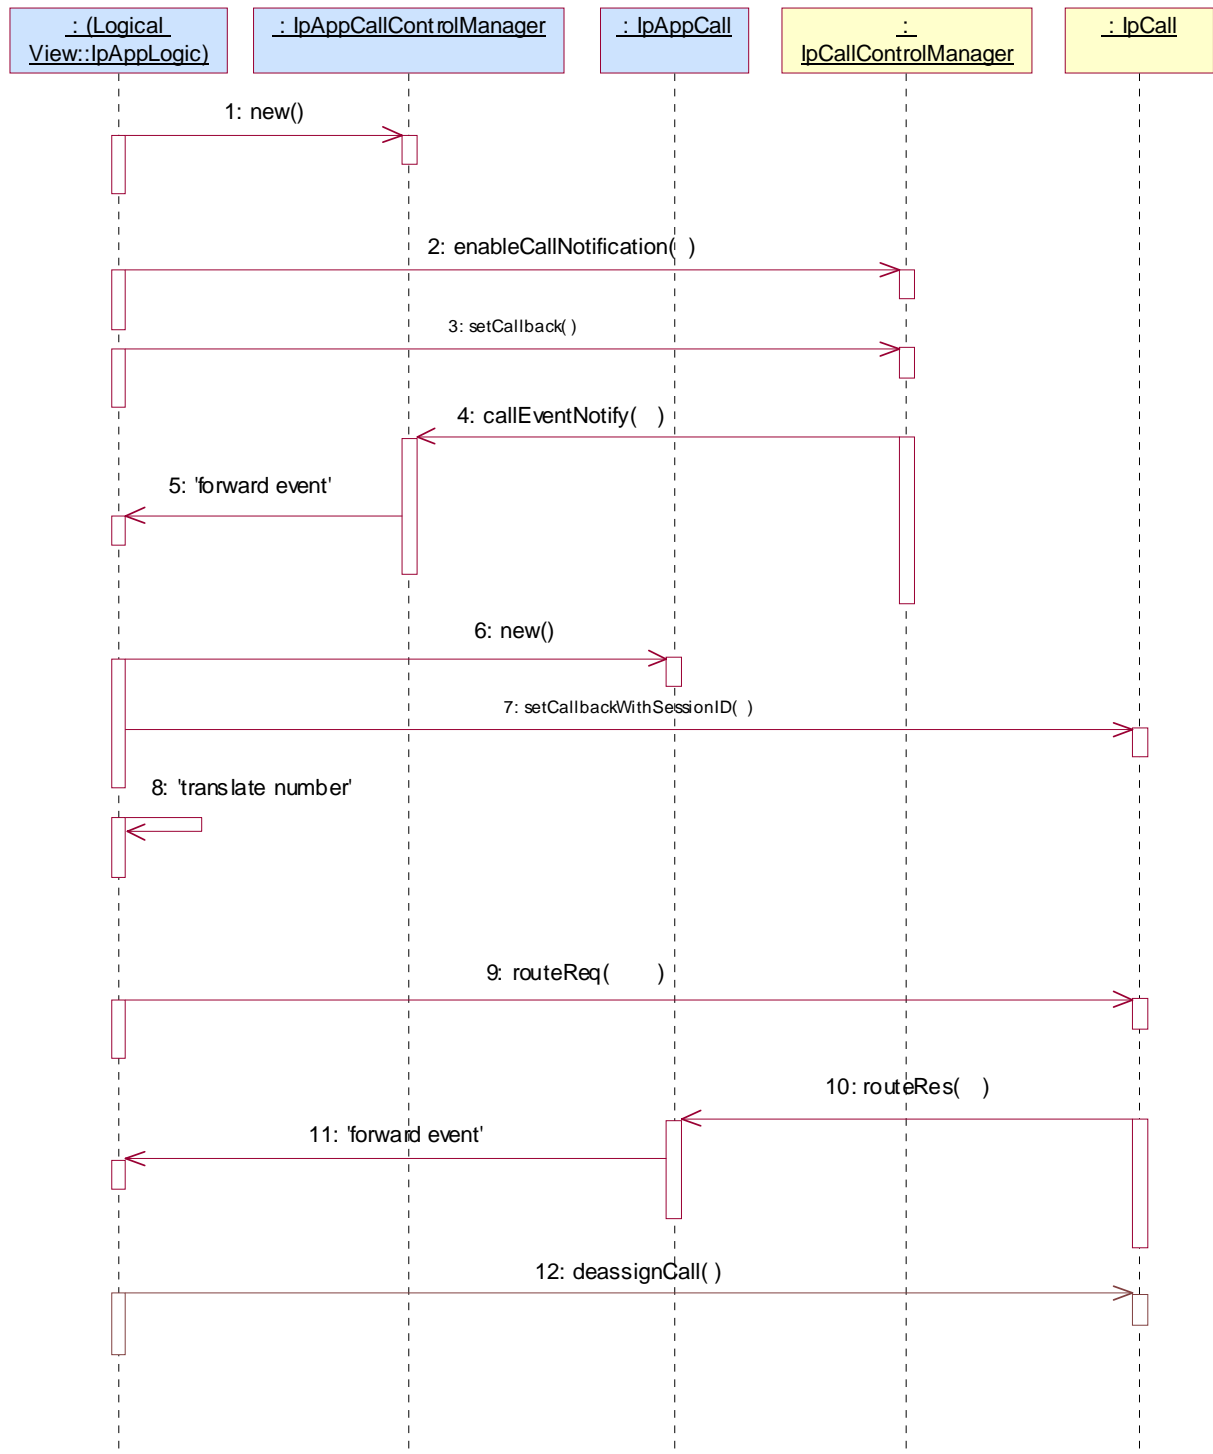 : (Logical
View::IpAppLogic)
: IpAppCallControlManager
: IpAppCall
:
IpCallControlManager
: IpCall
1: new()
2: enableCallNotification( )
3: setCallback( )
4: callEventNotify( )
5: 'forward event'
6: new()
7: setCallbackWithSessionID( )
8: 'translate number'
9: routeReq( )
10: routeRes( )
11: 'forward event'
12: deassignCall( )